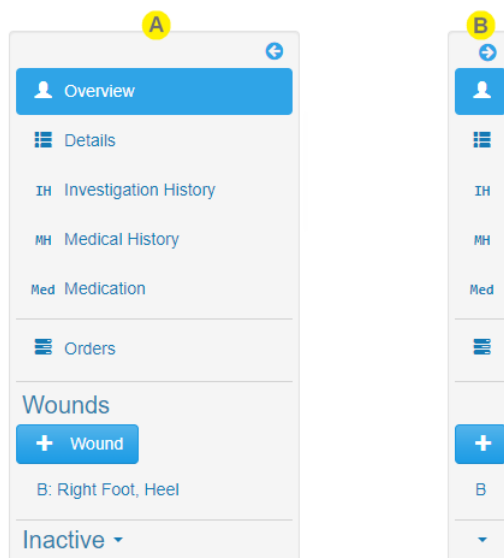 A
Overview
Details
IH Investigation History
MH Medical History
Med Medication
Orders
Wounds
+ Wound
B: Right Foot, Heel
Inactive
B
IH
MH
Med
+
B